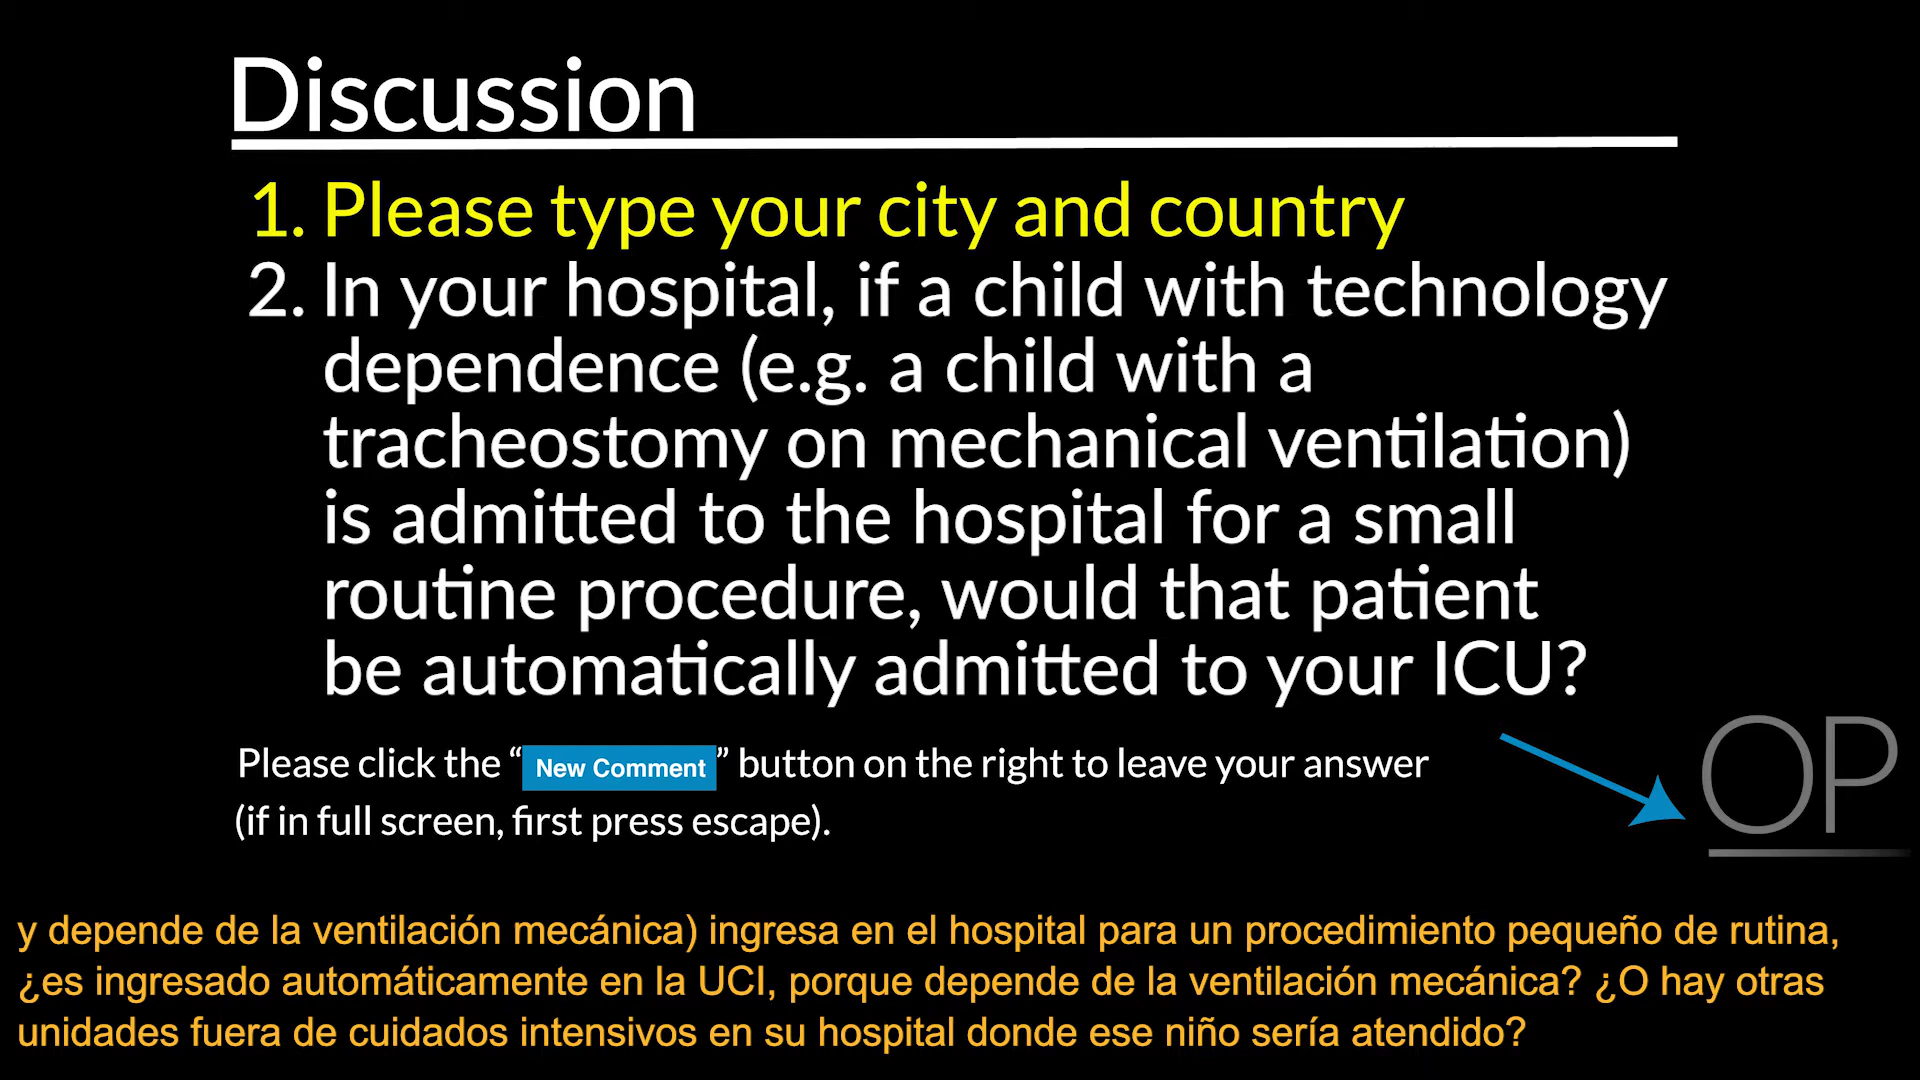 Discussion
1. Please type your city and country
2. In your hospital, if a child with technology
dependence (e.g. a child with a
tracheostomy on mechanical ventilation)
is admitted to the hospital for a small
routine procedure, would that patient
be automatically admitted to your ICU?
Please click the “New Comment” button on the right to leave your answer
(if in full screen, first press escape).
OP
y depende de la ventilación mecánica) ingresa en el hospital para un procedimiento pequeño de rutina,
¿es ingresado automáticamente en la UCI, porque depende de la ventilación mecánica? ¿O hay otras
unidades fuera de cuidados intensivos en su hospital donde ese niño sería atendido?